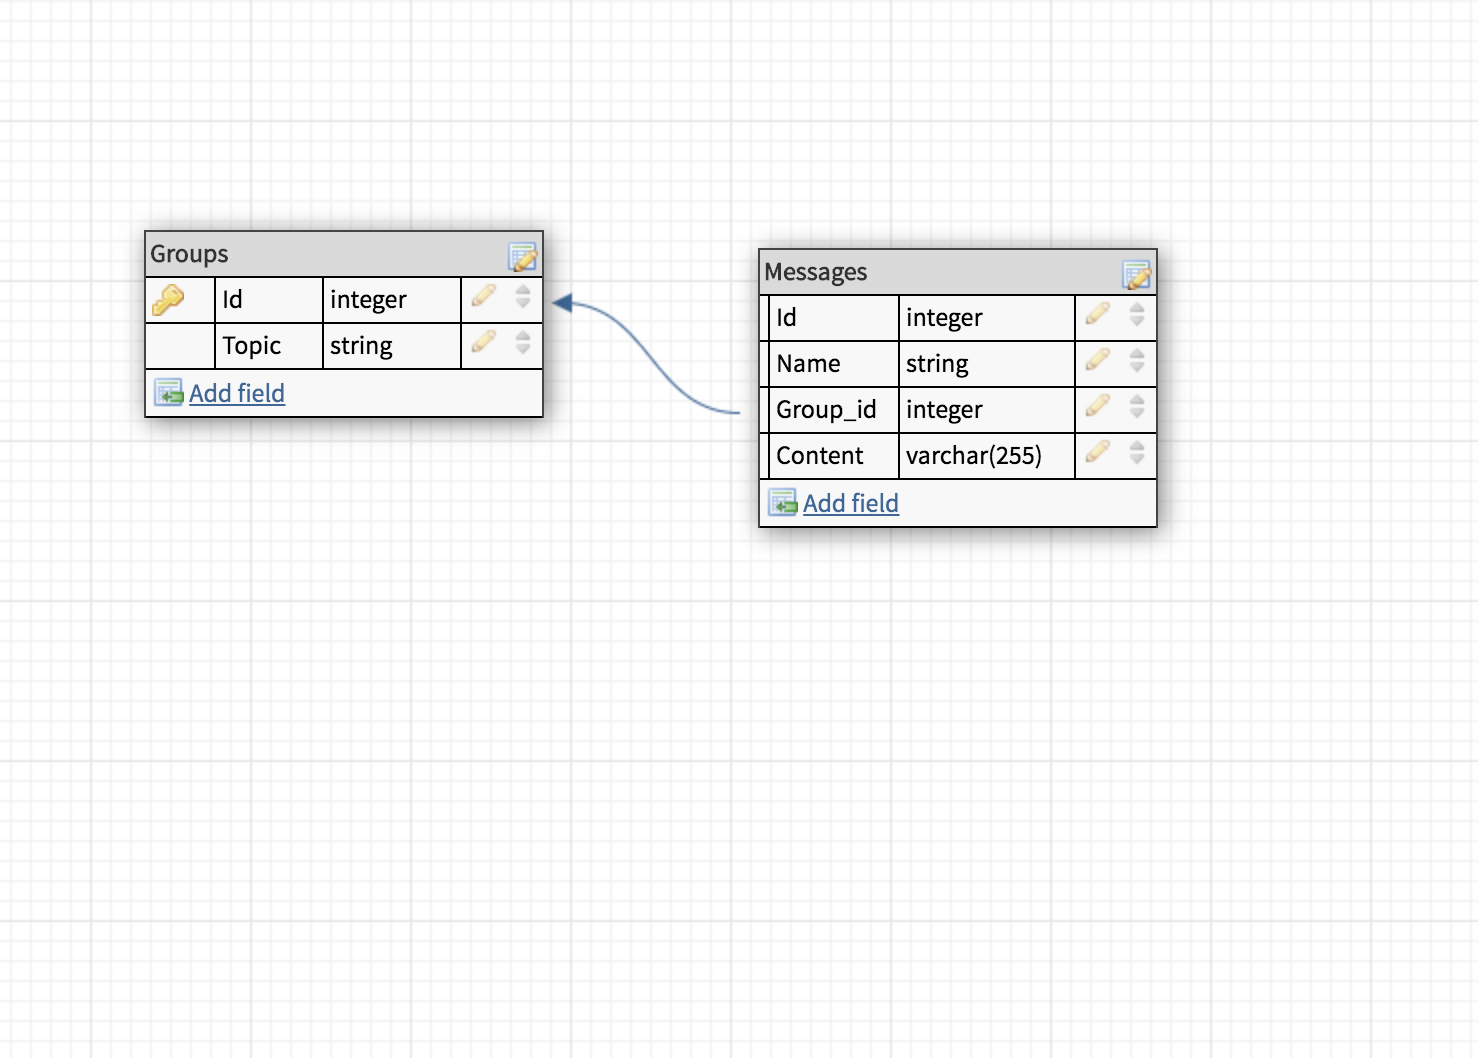 Groups
Id integer
Topic string
Add field
Messages
Id integer
Name string
Group_id integer
Content varchar(255)
Add field